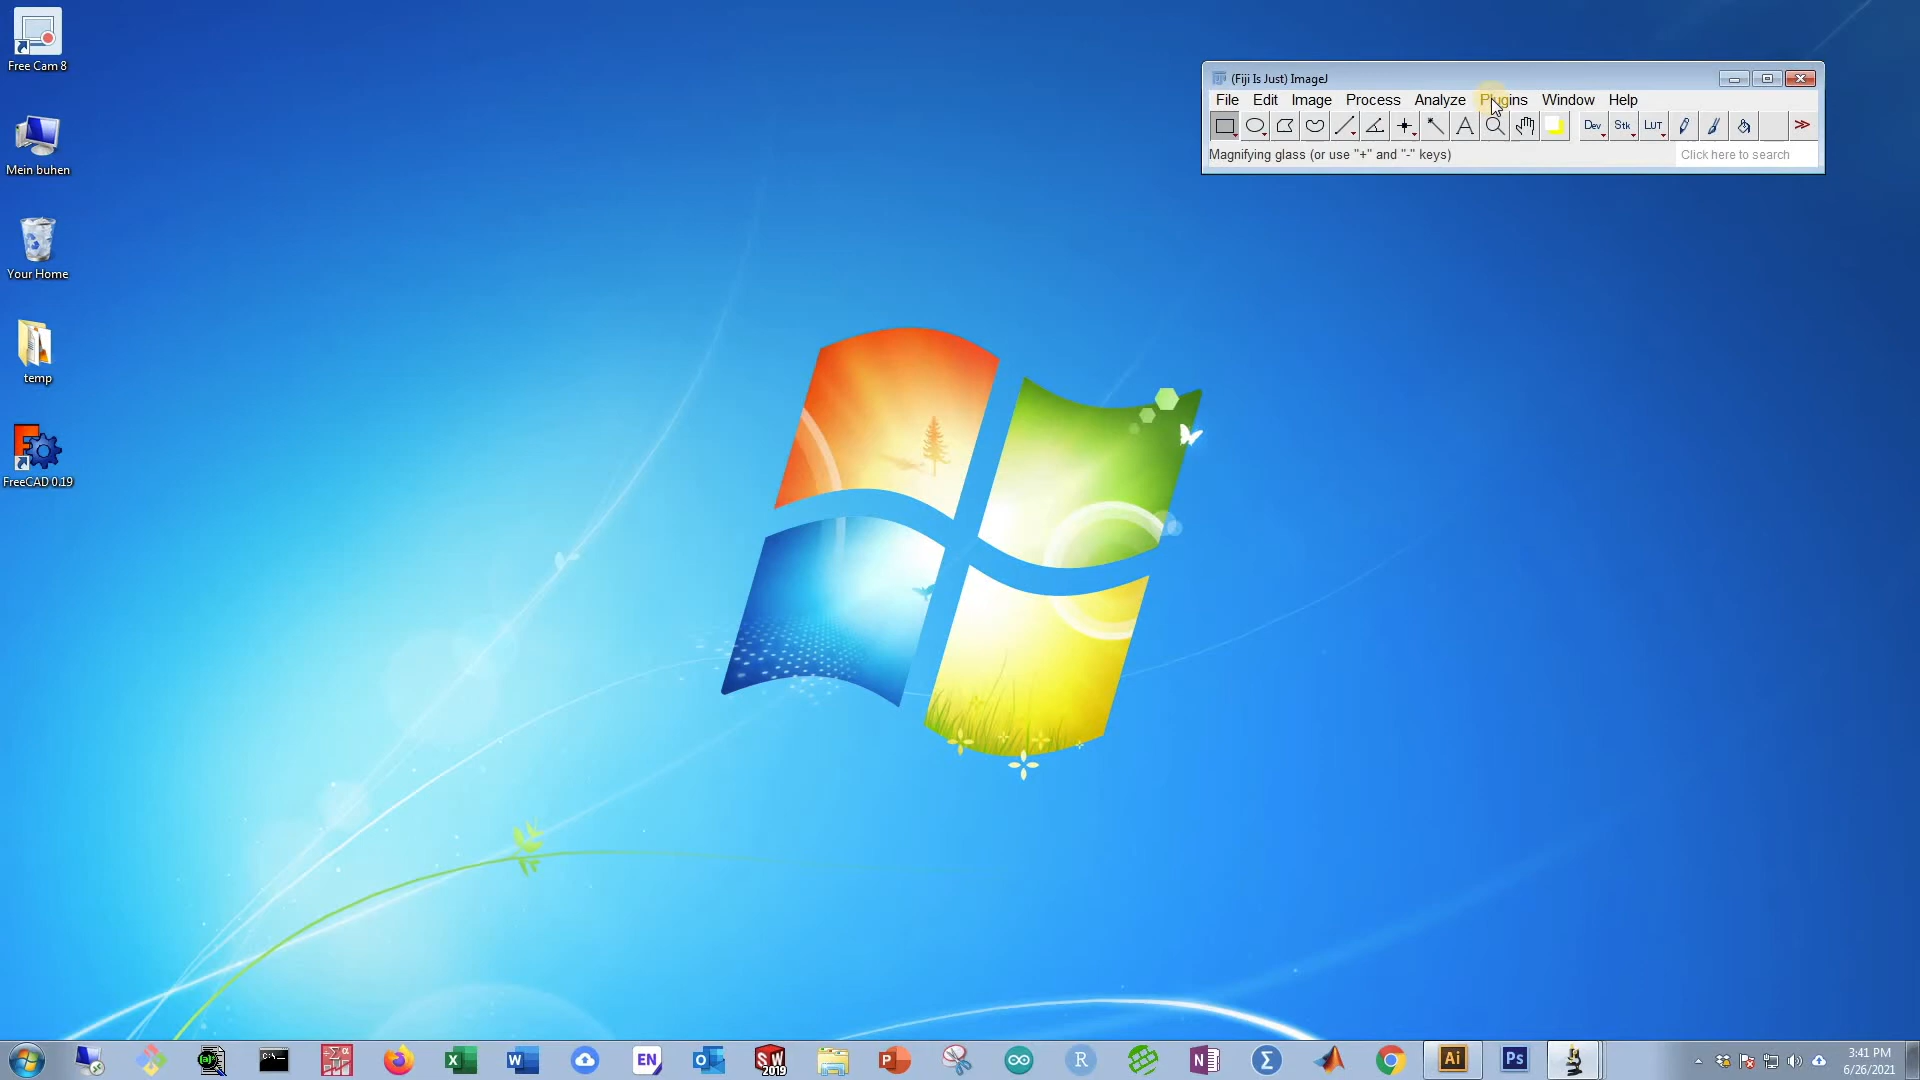 Free Cam 8
Mein buhen
Your Home
temp
FreeCAD 0.19
(Fiji Is Just) ImageJ
File Edit Image Process Analyze Plugins Window Help
Dev Stk LUT
Magnifying glass (or use "+" and "-" keys)
Click here to search
C:\
EN
SW
2019
R
Ai
Ps
3:41 PM
6/26/2021